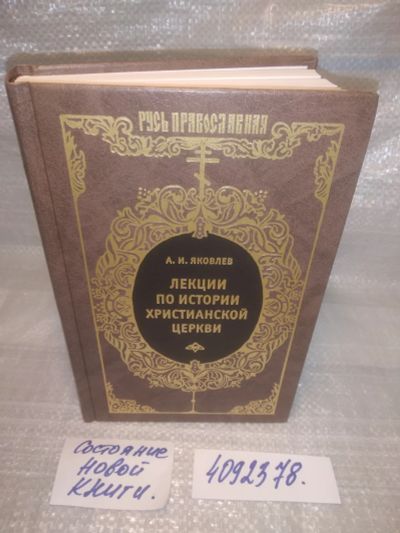 РУСЬ ПРАВОСЛАВНАЯ
А. И. ЯКОВЛЕВ
ЛЕКЦИИ
ПО ИСТОРИИ
ХРИСТИАНСКОЙ
ЦЕРКВИ
Состояние
новой
книги.
4092378.